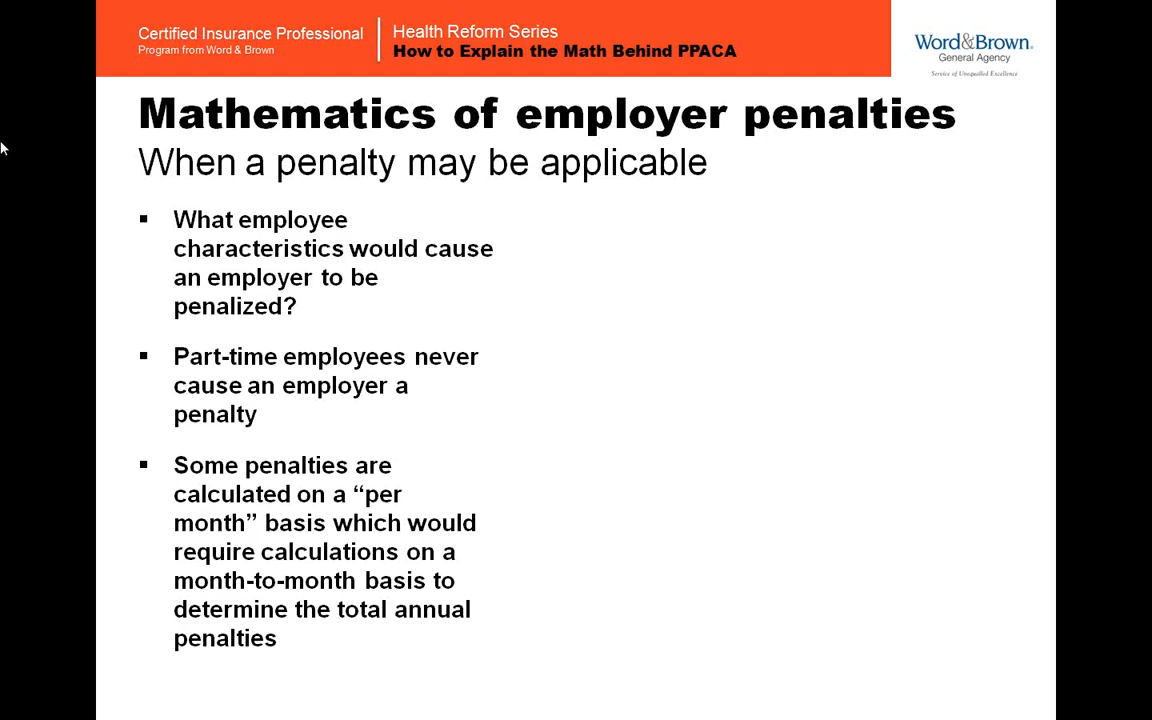 Certified Insurance Professional
Program from Word & Brown
Health Reform Series
How to Explain the Math Behind PPACA
Word&Brown®
General Agency
Service of Unequalled Excellence
Mathematics of employer penalties
When a penalty may be applicable
▪ What employee
characteristics would cause
an employer to be
penalized?
▪ Part-time employees never
cause an employer a
penalty
▪ Some penalties are
calculated on a “per
month” basis which would
require calculations on a
month-to-month basis to
determine the total annual
penalties